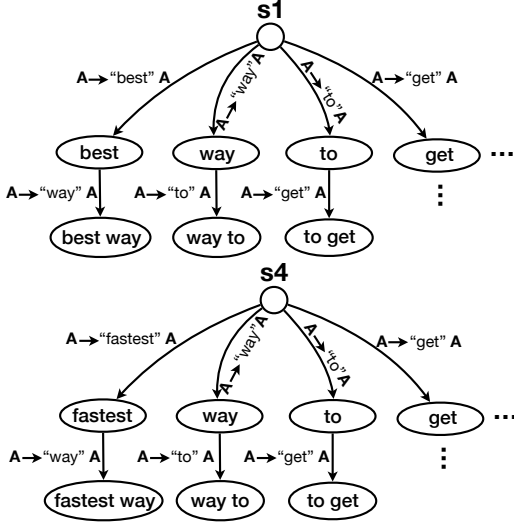 s1
A→"best" A
A→"way" A
A→"to" A
A→"get" A
best
way
to
get
...
A→"way" A
A→"to" A
A→"get" A
best way
way to
to get
s4
A→"fastest" A
A→"way" A
A→"to" A
A→"get" A
fastest
way
to
get
...
A→"way" A
A→"to" A
A→"get" A
fastest way
way to
to get